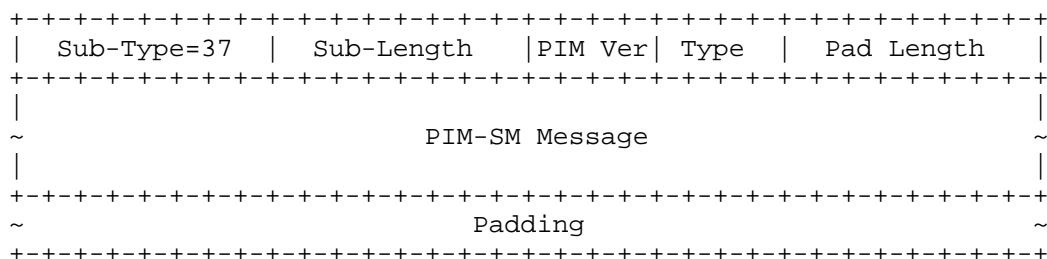 +-+-+-+-+-+-+-+-+-+-+-+-+-+-+-+-+-+-+-+-+-+-+-+-+-+-+-+-+-+-+-+-+
|  Sub-Type=37  |  Sub-Length   |PIM Ver| Type  |  Pad Length   |
+-+-+-+-+-+-+-+-+-+-+-+-+-+-+-+-+-+-+-+-+-+-+-+-+-+-+-+-+-+-+-+-+
|                                                               |
~                         PIM-SM Message                        ~
|                                                               |
+-+-+-+-+-+-+-+-+-+-+-+-+-+-+-+-+-+-+-+-+-+-+-+-+-+-+-+-+-+-+-+-+
~                            Padding                            ~
+-+-+-+-+-+-+-+-+-+-+-+-+-+-+-+-+-+-+-+-+-+-+-+-+-+-+-+-+-+-+-+-+